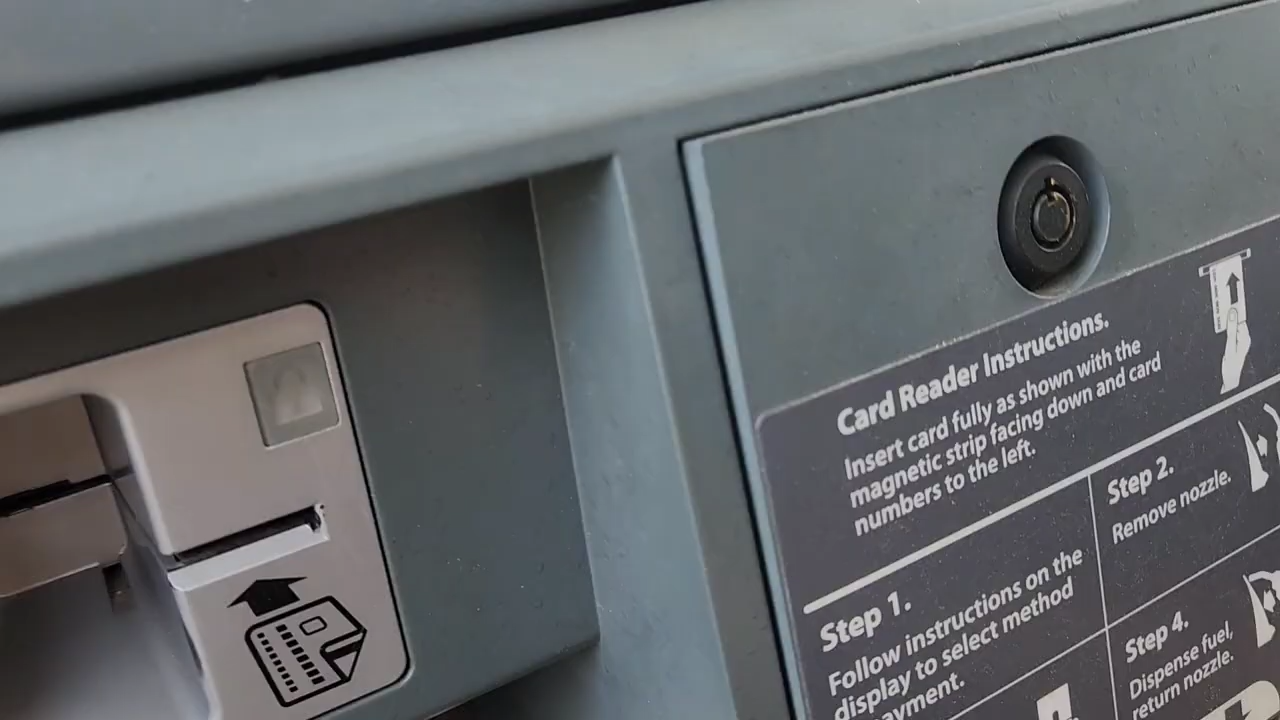 Card Reader Instructions.
Insert card fully as shown with the
magnetic strip facing down and card
numbers to the left.
Step 1.
Follow instructions on the
display to select method
Step 2.
Remove nozzle.
Step 4.
Dispense fuel,
return nozzle.